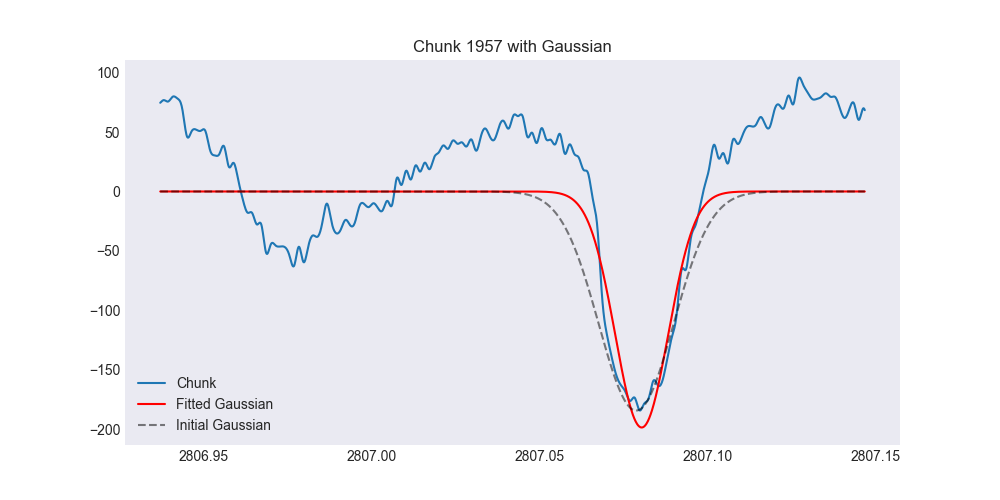 Chunk 1957 with Gaussian
100
50
0
−50
−100
−150
−200
Chunk
Fitted Gaussian
Initial Gaussian
2806.95 2807.00 2807.05 2807.10 2807.15